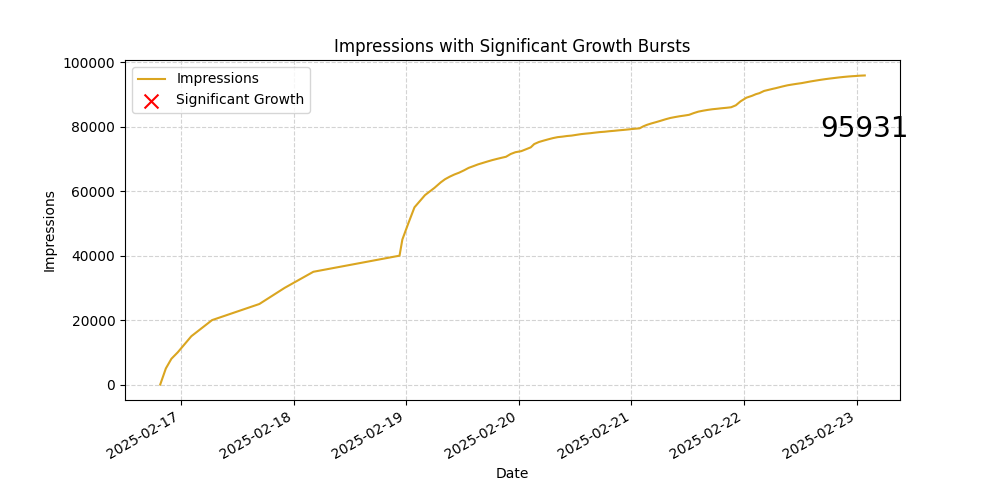 Impressions with Significant Growth Bursts
Impressions
Significant Growth
100000
80000
60000
40000
20000
0
Impressions
95931
2025-02-17
2025-02-18
2025-02-19
2025-02-20
2025-02-21
2025-02-22
2025-02-23
Date